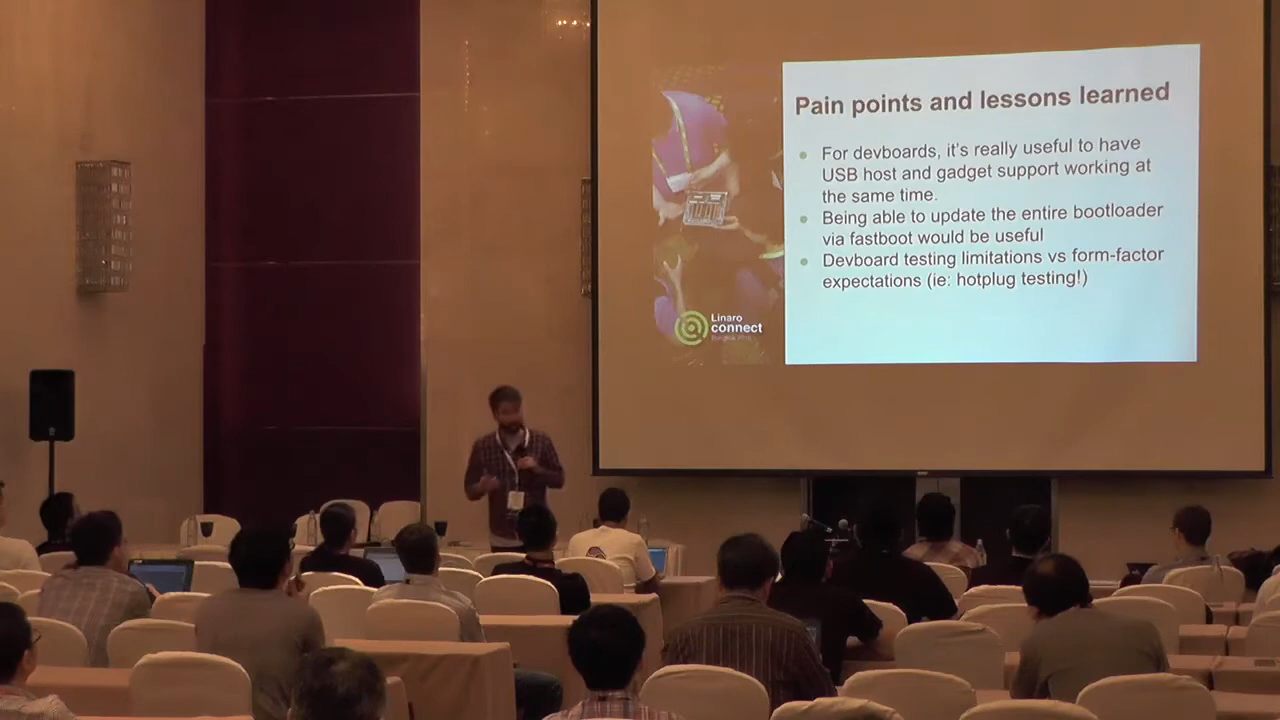 Pain points and lessons learned
For devboards, it's really useful to have
USB host and gadget support working at
the same time.
Being able to update the entire bootloader
via fastboot would be useful
Devboard testing limitations vs form-factor
expectations (ie: hotplug testing!)
Linaro
connect